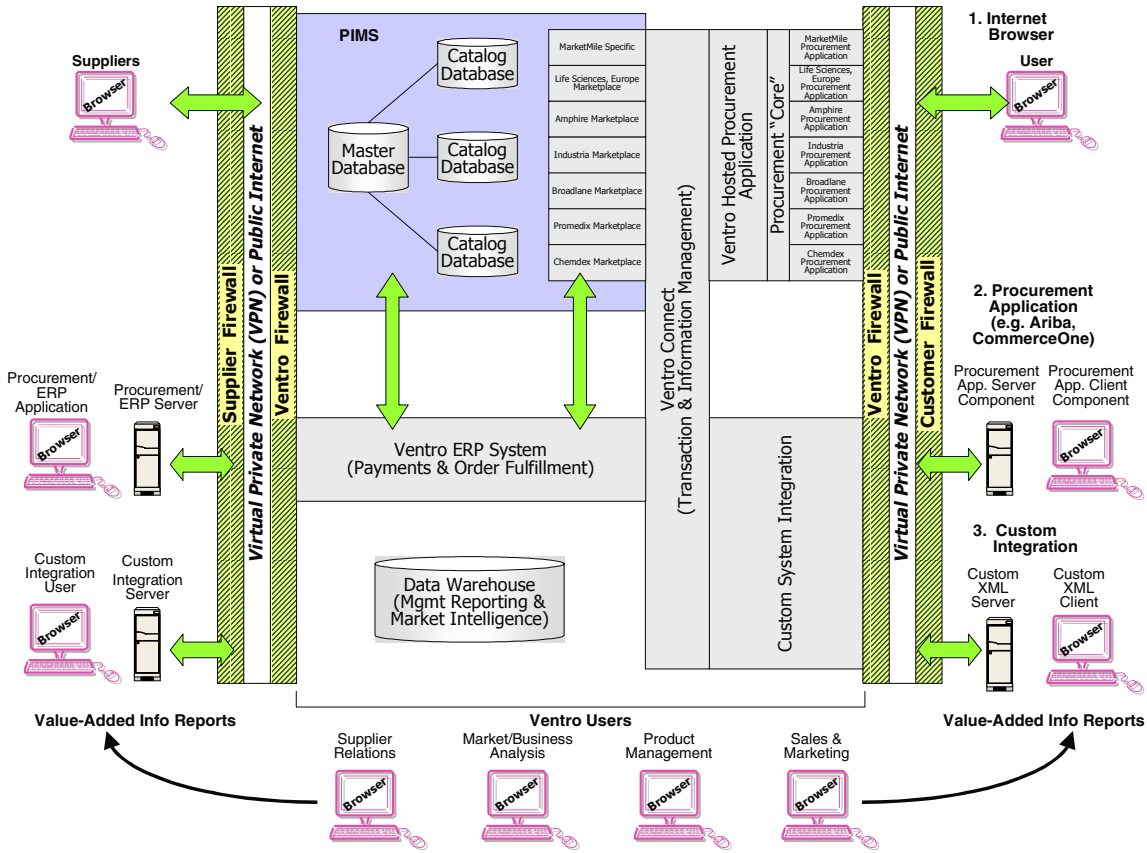 Suppliers
Browser
Procurement/
ERP
Application
Browser
Procurement/
ERP Server
Custom
Integration
User
Browser
Custom
Integration
Server
Supplier Firewall
Virtual Private Network (VPN) or Public Internet
Ventro Firewall
PIMS
Master
Database
Catalog
Database
Catalog
Database
Catalog
Database
MarketMile Specific
Life Sciences, Europe
Marketplace
Amphire Marketplace
Industria Marketplace
Broadlane Marketplace
Promedix Marketplace
Chemdex Marketplace
Ventro Connect
(Transaction & Information Management)
Ventro Hosted Procurement
Application
Procurement "Core"
MarketMile
Procurement
Application
Life Sciences,
Europe
Procurement
Application
Amphire
Procurement
Application
Industria
Procurement
Application
Broadlane
Procurement
Application
Promedix
Procurement
Application
Chemdex
Procurement
Application
Ventro ERP System
(Payments & Order Fulfillment)
Data Warehouse
(Mgmt Reporting &
Market Intelligence)
Custom System Integration
Ventro Firewall
Virtual Private Network (VPN) or Public Internet
Customer Firewall
1. Internet
Browser
User
Browser
2. Procurement
Application
(e.g. Ariba,
CommerceOne)
Procurement
App. Server
Component
Procurement
App. Client
Component
Browser
3. Custom
Integration
Custom
XML
Server
Custom
XML
Client
Browser
Value-Added Info Reports
Ventro Users
Value-Added Info Reports
Supplier
Relations
Browser
Market/Business
Analysis
Browser
Product
Management
Browser
Sales &
Marketing
Browser